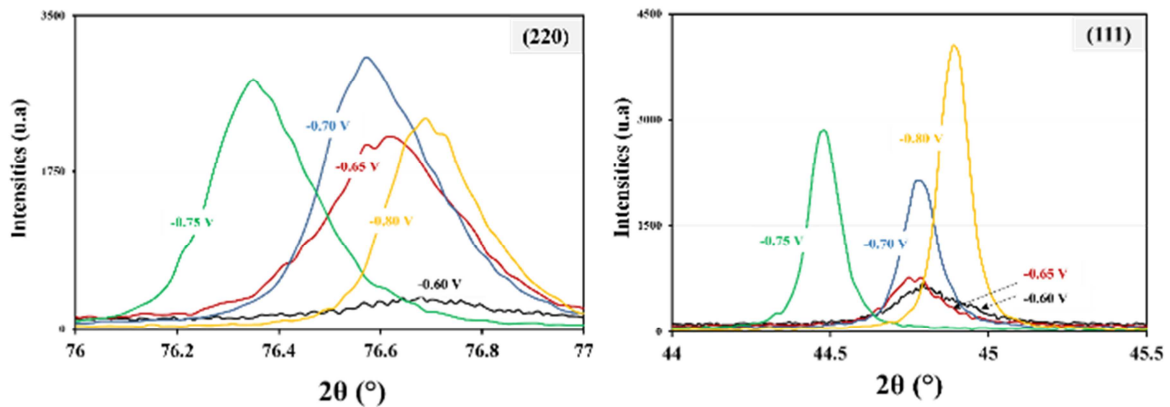 3500
(220)
-0.70 V
-0.65 V
1750
-0.75 V
-0.80 V
-0.60 V
0
76
76.2
76.4
76.6
76.8
77
2θ (°)
Intensities (u.a)
4500
(111)
-0.80 V
3000
1500
-0.75 V
-0.70 V
-0.65 V
-0.60 V
0
44
44.5
45
45.5
2θ (°)
Intensities (u.a)